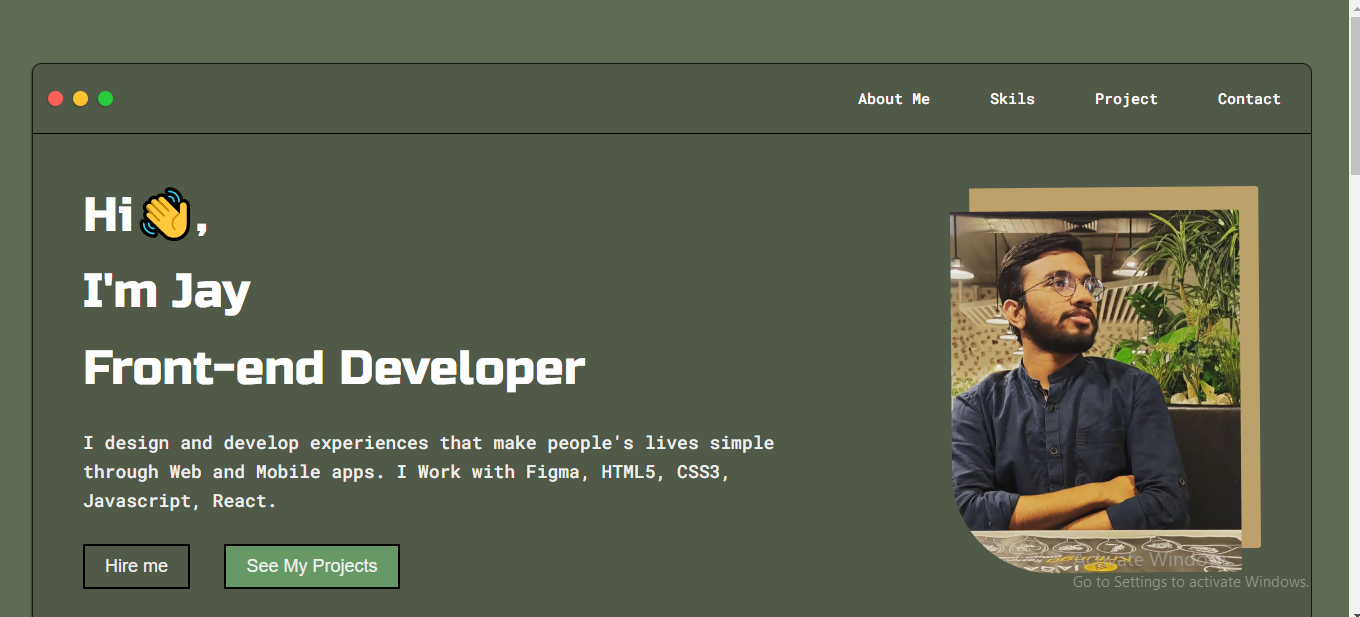 About Me Skils Project Contact
Hi👋,
I'm Jay
Front-end Developer
I design and develop experiences that make people's lives simple
through Web and Mobile apps. I Work with Figma, HTML5, CSS3,
Javascript, React.
Hire me See My Projects
Activate Windows
Go to Settings to activate Windows.